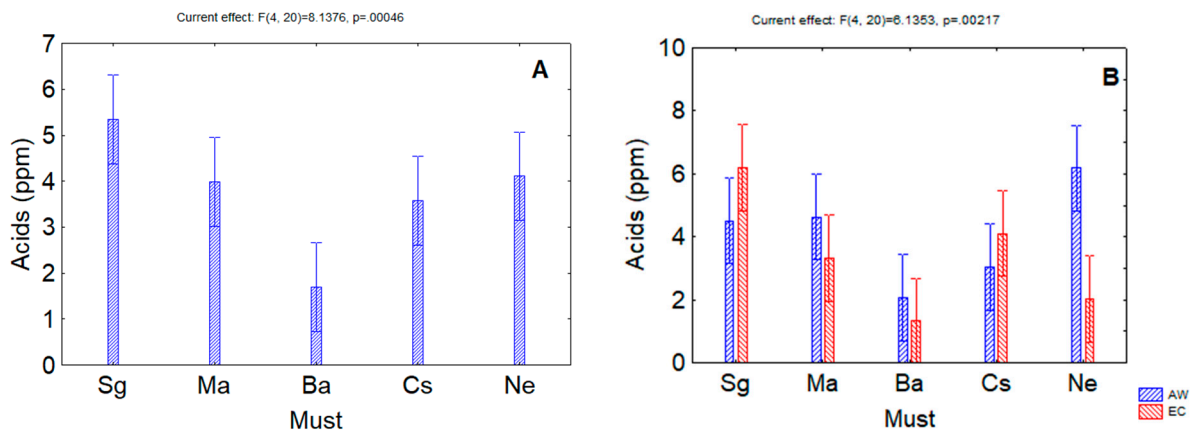 Current effect: F(4, 20)=8.1376, p=.00046
A
7
6
5
4
3
2
1
0
Acids (ppm)
Sg Ma Ba Cs Ne
Must
Current effect: F(4, 20)=6.1353, p=.00217
B
10
8
6
4
2
0
Acids (ppm)
Sg Ma Ba Cs Ne
Must
AW
EC